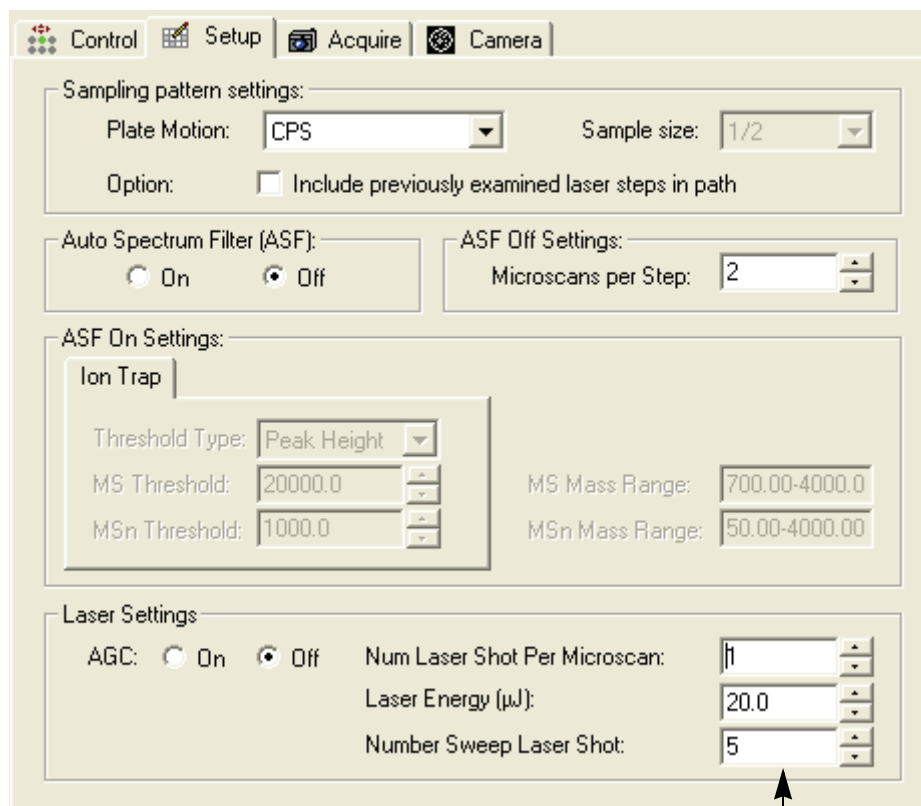 Control Setup Acquire Camera
Sampling pattern settings:
Plate Motion: CPS Sample size: 1/2
Option: Include previously examined laser steps in path
Auto Spectrum Filter (ASF): ASF Off Settings:
On Off Microscans per Step: 2
ASF On Settings:
Ion Trap
Threshold Type: Peak Height
MS Threshold: 20000.0 MS Mass Range: 700.00-4000.0
MSn Threshold: 1000.0 MSn Mass Range: 50.00-4000.00
Laser Settings
AGC: On Off Num Laser Shot Per Microscan: 1
Laser Energy (µJ): 20.0
Number Sweep Laser Shot: 5